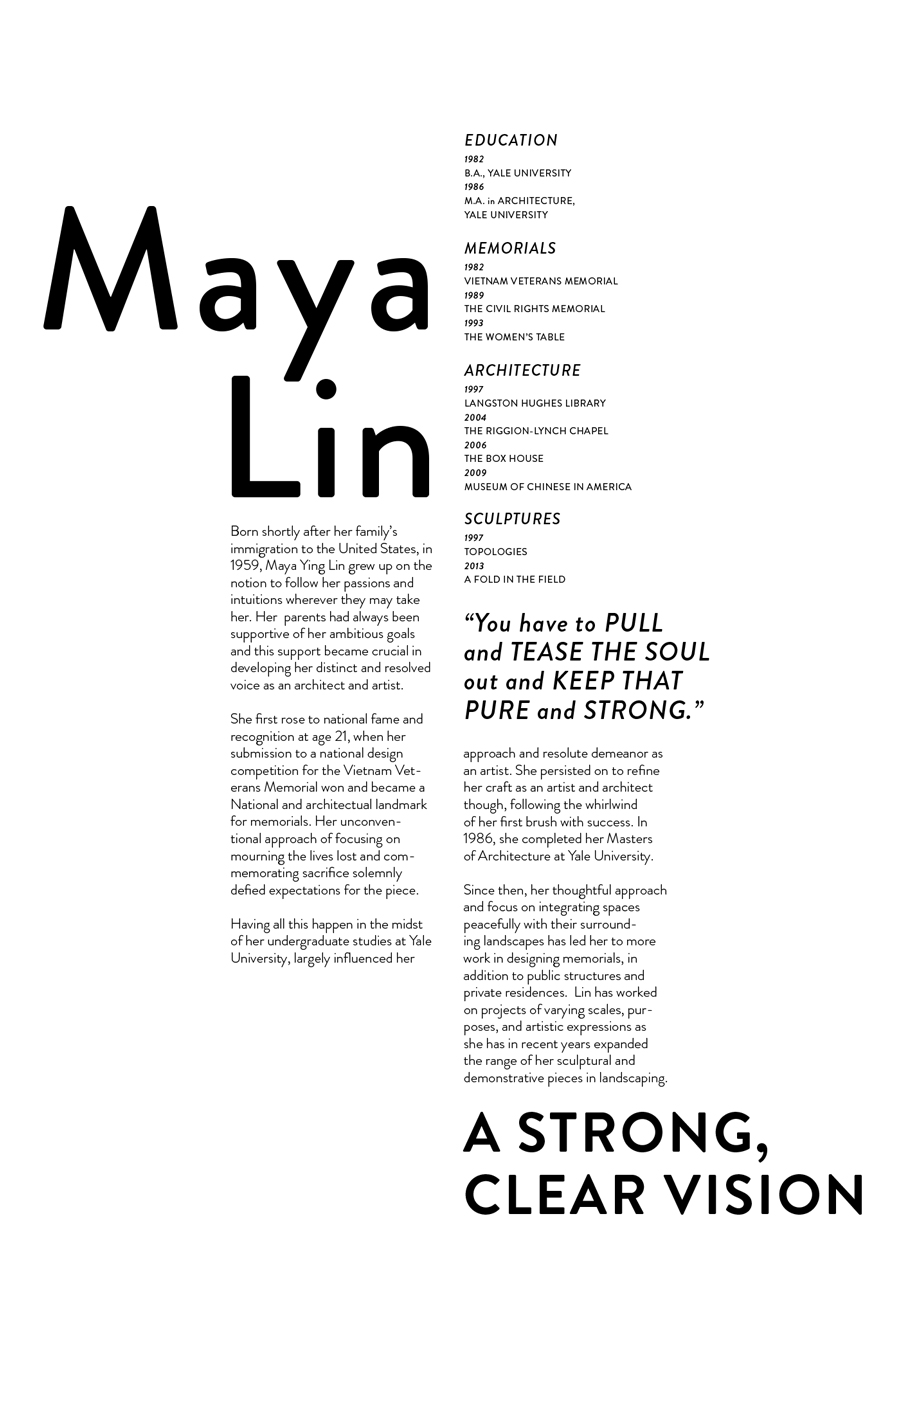 Maya
Lin
EDUCATION
1982
B.A., YALE UNIVERSITY
1986
M.A. in ARCHITECTURE,
YALE UNIVERSITY
MEMORIALS
1982
VIETNAM VETERANS MEMORIAL
1989
THE CIVIL RIGHTS MEMORIAL
1993
THE WOMEN'S TABLE
ARCHITECTURE
1997
LANGSTON HUGHES LIBRARY
2004
THE RIGGION-LYNCH CHAPEL
2006
THE BOX HOUSE
2009
MUSEUM OF CHINESE IN AMERICA
SCULPTURES
1997
TOPOLOGIES
2013
A FOLD IN THE FIELD
“You have to PULL
and TEASE THE SOUL
out and KEEP THAT
PURE and STRONG.”
Born shortly after her family’s
immigration to the United States, in
1959, Maya Ying Lin grew up on the
notion to follow her passions and
intuitions wherever they may take
her. Her  parents had always been
supportive of her ambitious goals
and this support became crucial in
developing her distinct and resolved
voice as an architect and artist.
She first rose to national fame and
recognition at age 21, when her
submission to a national design
competition for the Vietnam Vet-
erans Memorial won and became a
National and architectual landmark
for memorials. Her unconven-
tional approach of focusing on
mourning the lives lost and com-
memorating sacrifice solemnly
defied expectations for the piece.
Having all this happen in the midst
of her undergraduate studies at Yale
University, largely influenced her
approach and resolute demeanor as
an artist. She persisted on to refine
her craft as an artist and architect
though, following the whirlwind
of her first brush with success. In
1986, she completed her Masters
of Architecture at Yale University.
Since then, her thoughtful approach
and focus on integrating spaces
peacefully with their surround-
ing landscapes has led her to more
work in designing memorials, in
addition to public structures and
private residences.  Lin has worked
on projects of varying scales, pur-
poses, and artistic expressions as
she has in recent years expanded
the range of her sculptural and
demonstrative pieces in landscaping.
A STRONG,
CLEAR VISION